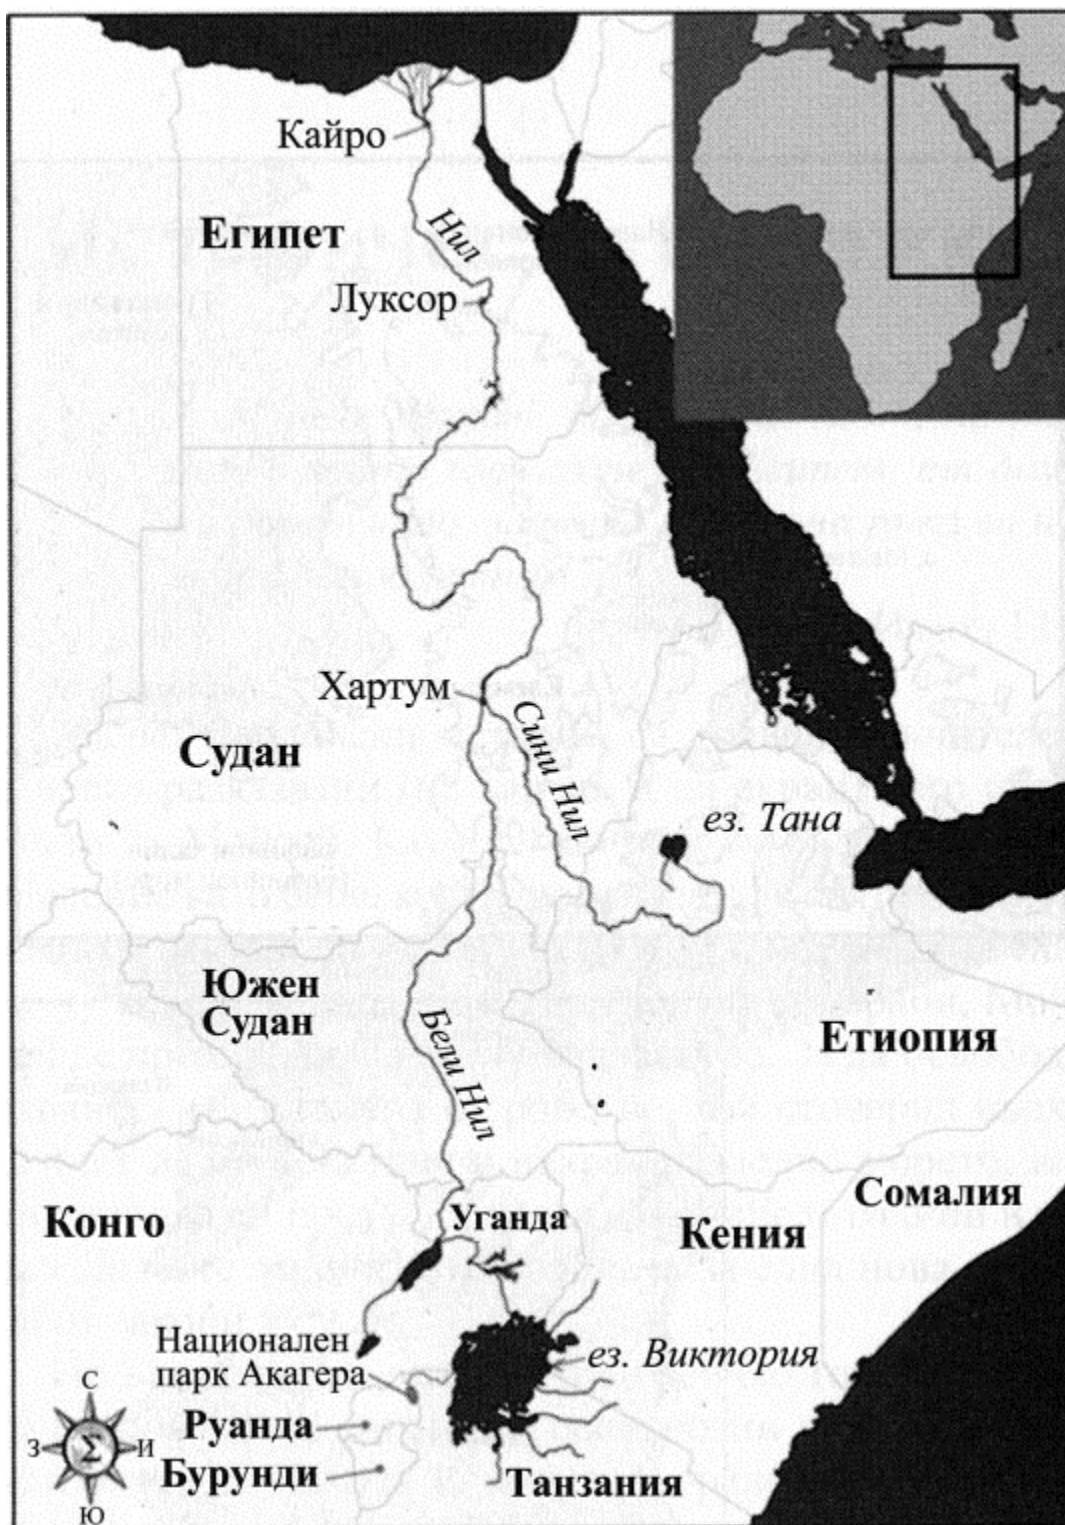 Кайро
Египет
Нил
Луксор
Хартум
Судан
Сини Нил
ез. Тана
Южен
Судан
Бели Нил
Етиопия
Сомалия
Конго
Уганда
Кения
Национален
парк Акагера
ез. Виктория
С
З
Σ
И
Ю
Руанда
Бурунди
Танзания